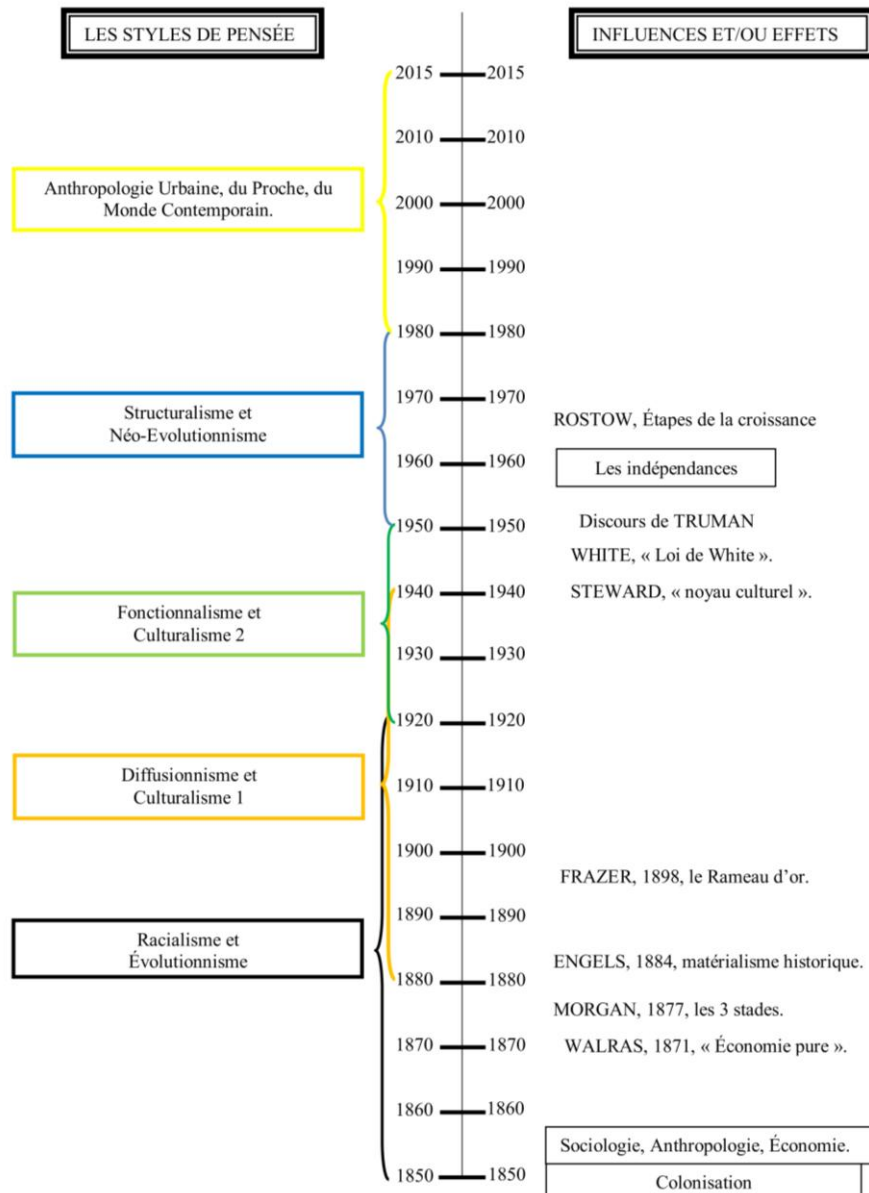 LES STYLES DE PENSÉE
INFLUENCES ET/OU EFFETS
2015 2015
2010 2010
Anthropologie Urbaine, du Proche, du
Monde Contemporain.
2000 2000
1990 1990
1980 1980
1970 1970
Structuralisme et
Néo-Evolutionnisme
ROSTOW, Étapes de la croissance
1960 1960
Les indépendances
1950 1950
Discours de TRUMAN
WHITE, « Loi de White ».
1940 1940
STEWARD, « noyau culturel ».
Fonctionnalisme et
Culturalisme 2
1930 1930
1920 1920
Diffusionnisme et
Culturalisme 1
1910 1910
1900 1900
FRAZER, 1898, le Rameau d’or.
1890 1890
Racialisme et
Évolutionnisme
ENGELS, 1884, matérialisme historique.
1880 1880
MORGAN, 1877, les 3 stades.
1870 1870
WALRAS, 1871, « Économie pure ».
1860 1860
Sociologie, Anthropologie, Économie.
1850 1850
Colonisation